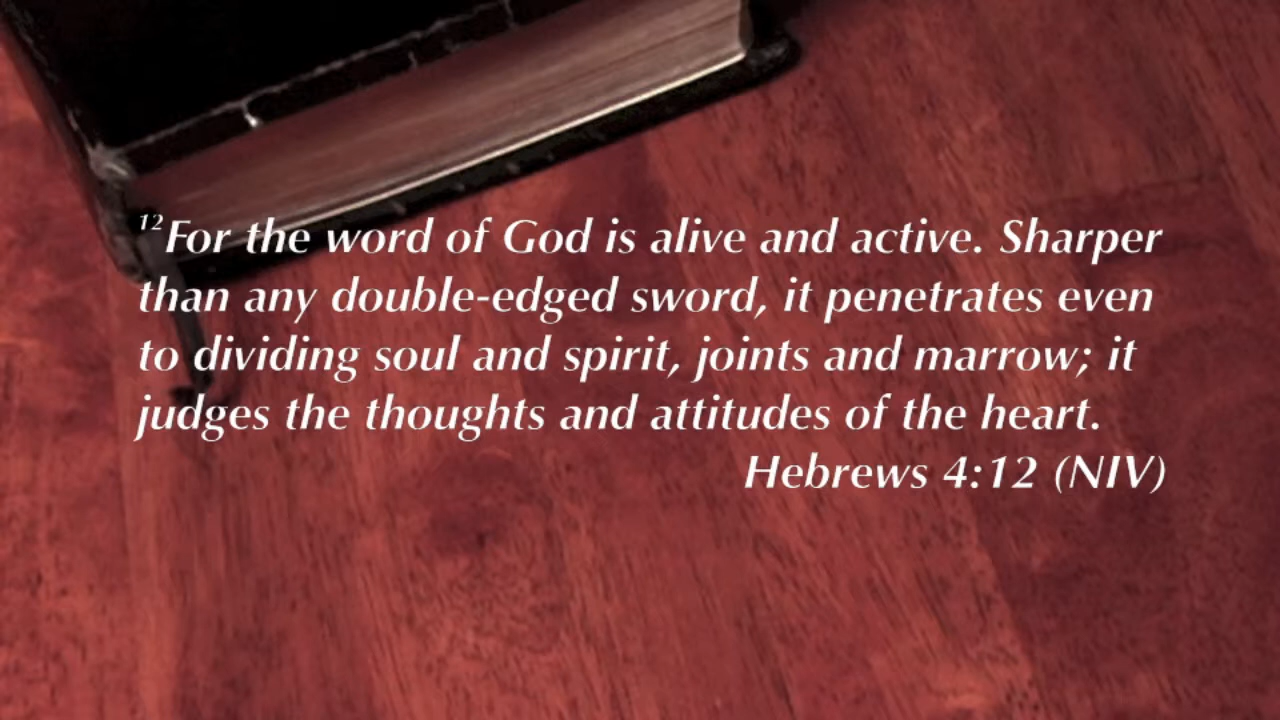 ¹²For the word of God is alive and active. Sharper
than any double-edged sword, it penetrates even
to dividing soul and spirit, joints and marrow; it
judges the thoughts and attitudes of the heart.
Hebrews 4:12 (NIV)